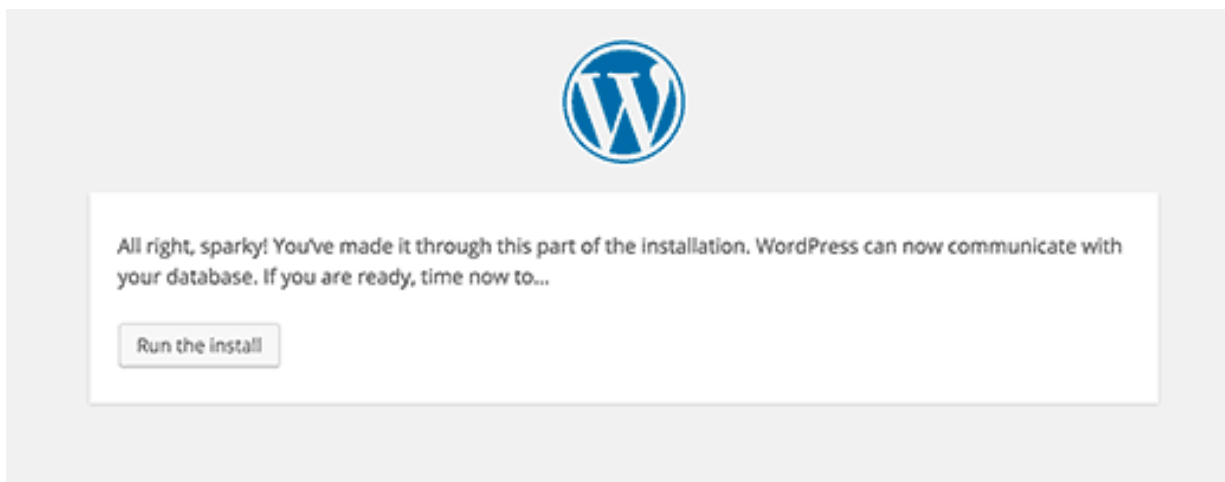 All right, sparky! You've made it through this part of the installation. WordPress can now communicate with
your database. If you are ready, time now to...
Run the install